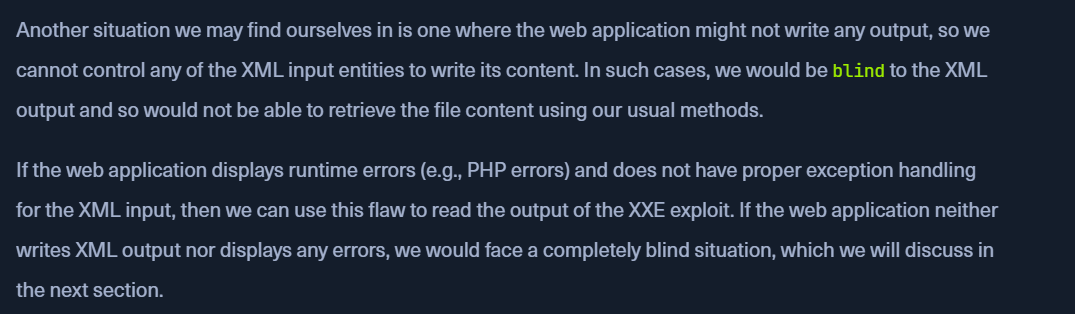 Another situation we may find ourselves in is one where the web application might not write any output, so we
cannot control any of the XML input entities to write its content. In such cases, we would be blind to the XML
output and so would not be able to retrieve the file content using our usual methods.
If the web application displays runtime errors (e.g., PHP errors) and does not have proper exception handling
for the XML input, then we can use this flaw to read the output of the XXE exploit. If the web application neither
writes XML output nor displays any errors, we would face a completely blind situation, which we will discuss in
the next section.